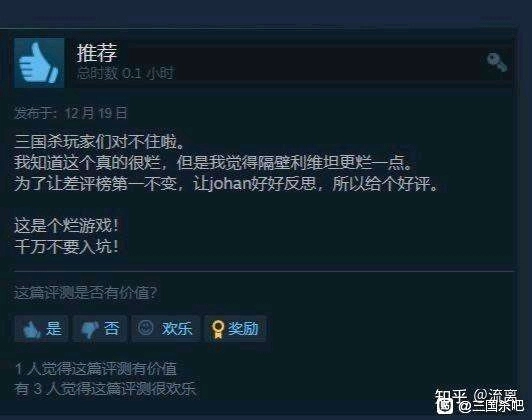 推荐
总时数 0.1 小时
发布于：12 月 19 日
三国杀玩家们对不住啦。
我知道这个真的很烂，但是我觉得隔壁利维坦更烂一点。
为了让差评榜第一不变，让johan好好反思，所以给个好评。
这是个烂游戏！
千万不要入坑！
这篇评测是否有价值？
是 否 欢乐 奖励
1 人觉得这篇评测有价值
有 3 人觉得这篇评测很欢乐
知乎 @流离
@三国杀吧